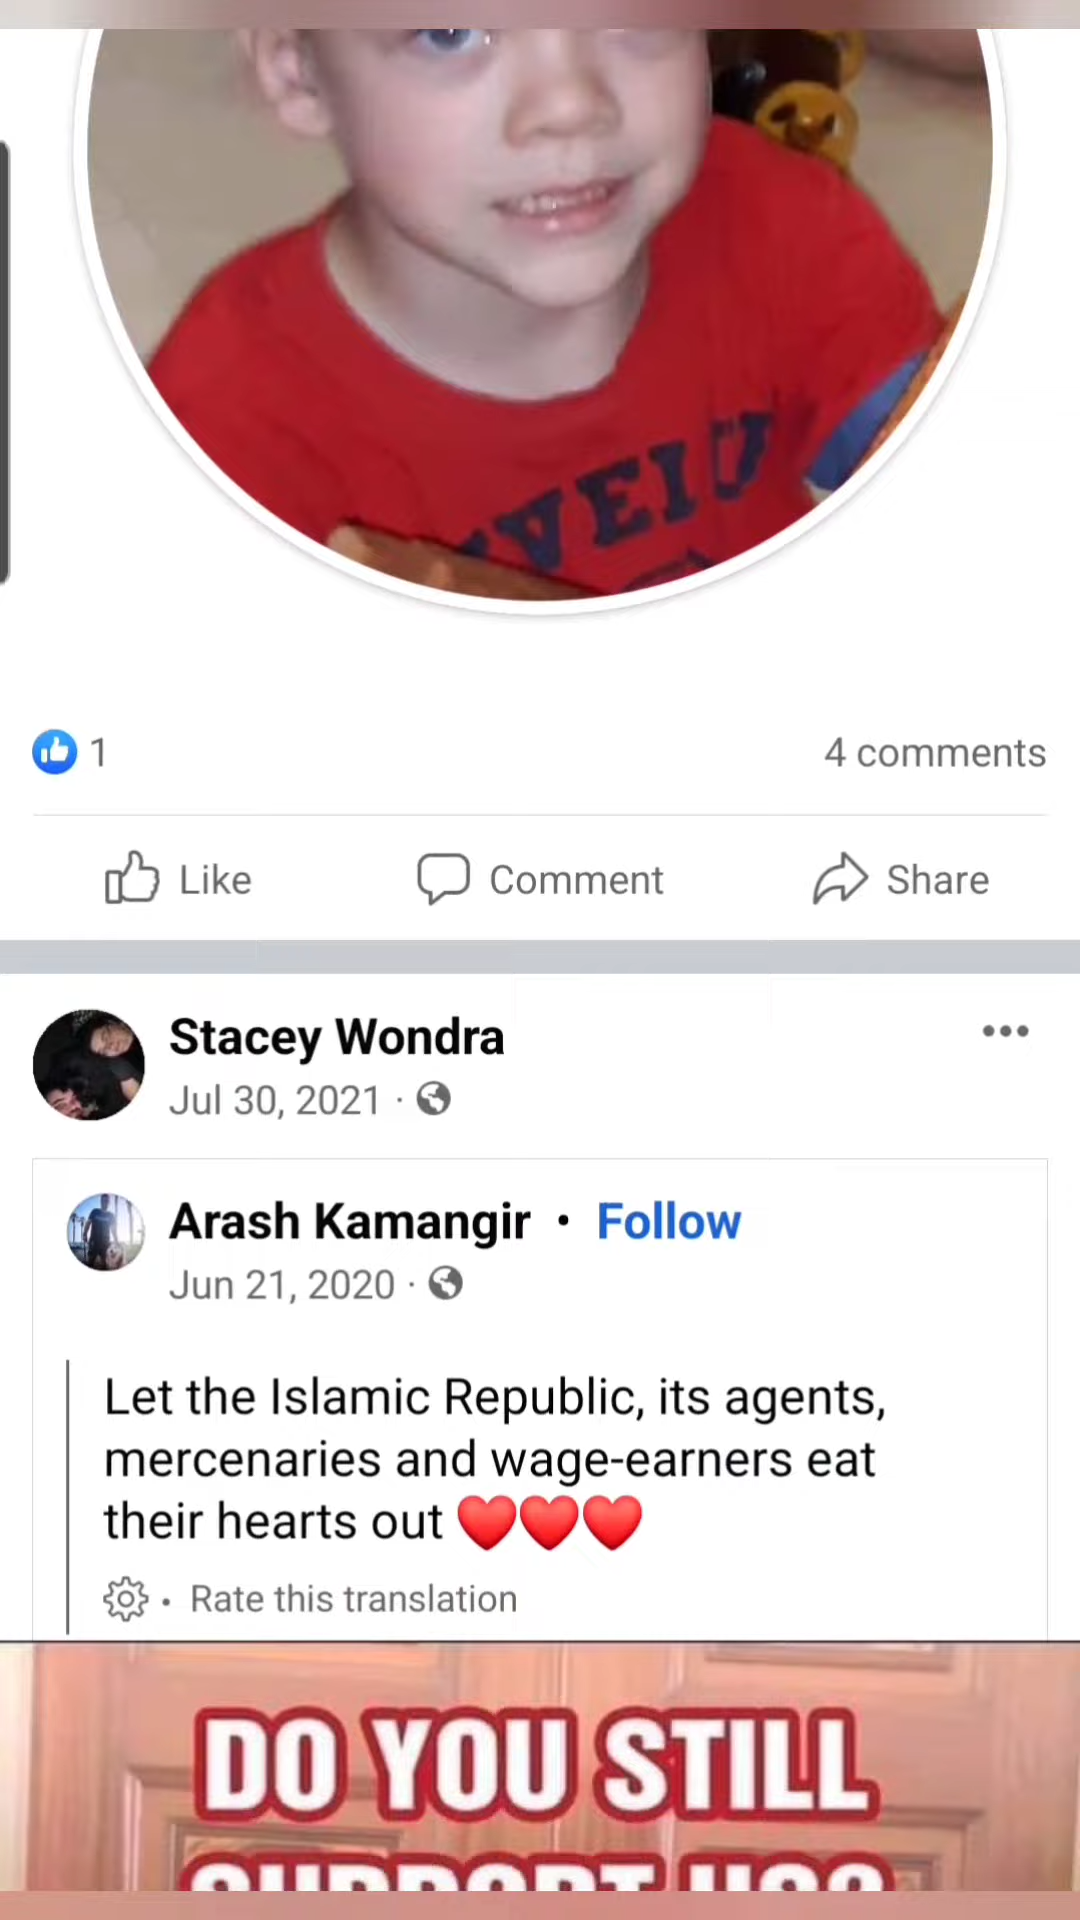 1
4 comments
Like
Comment
Share
Stacey Wondra
Jul 30, 2021 ·
Arash Kamangir · Follow
Jun 21, 2020 ·
Let the Islamic Republic, its agents,
mercenaries and wage-earners eat
their hearts out ❤️❤️❤️
· Rate this translation
DO YOU STILL